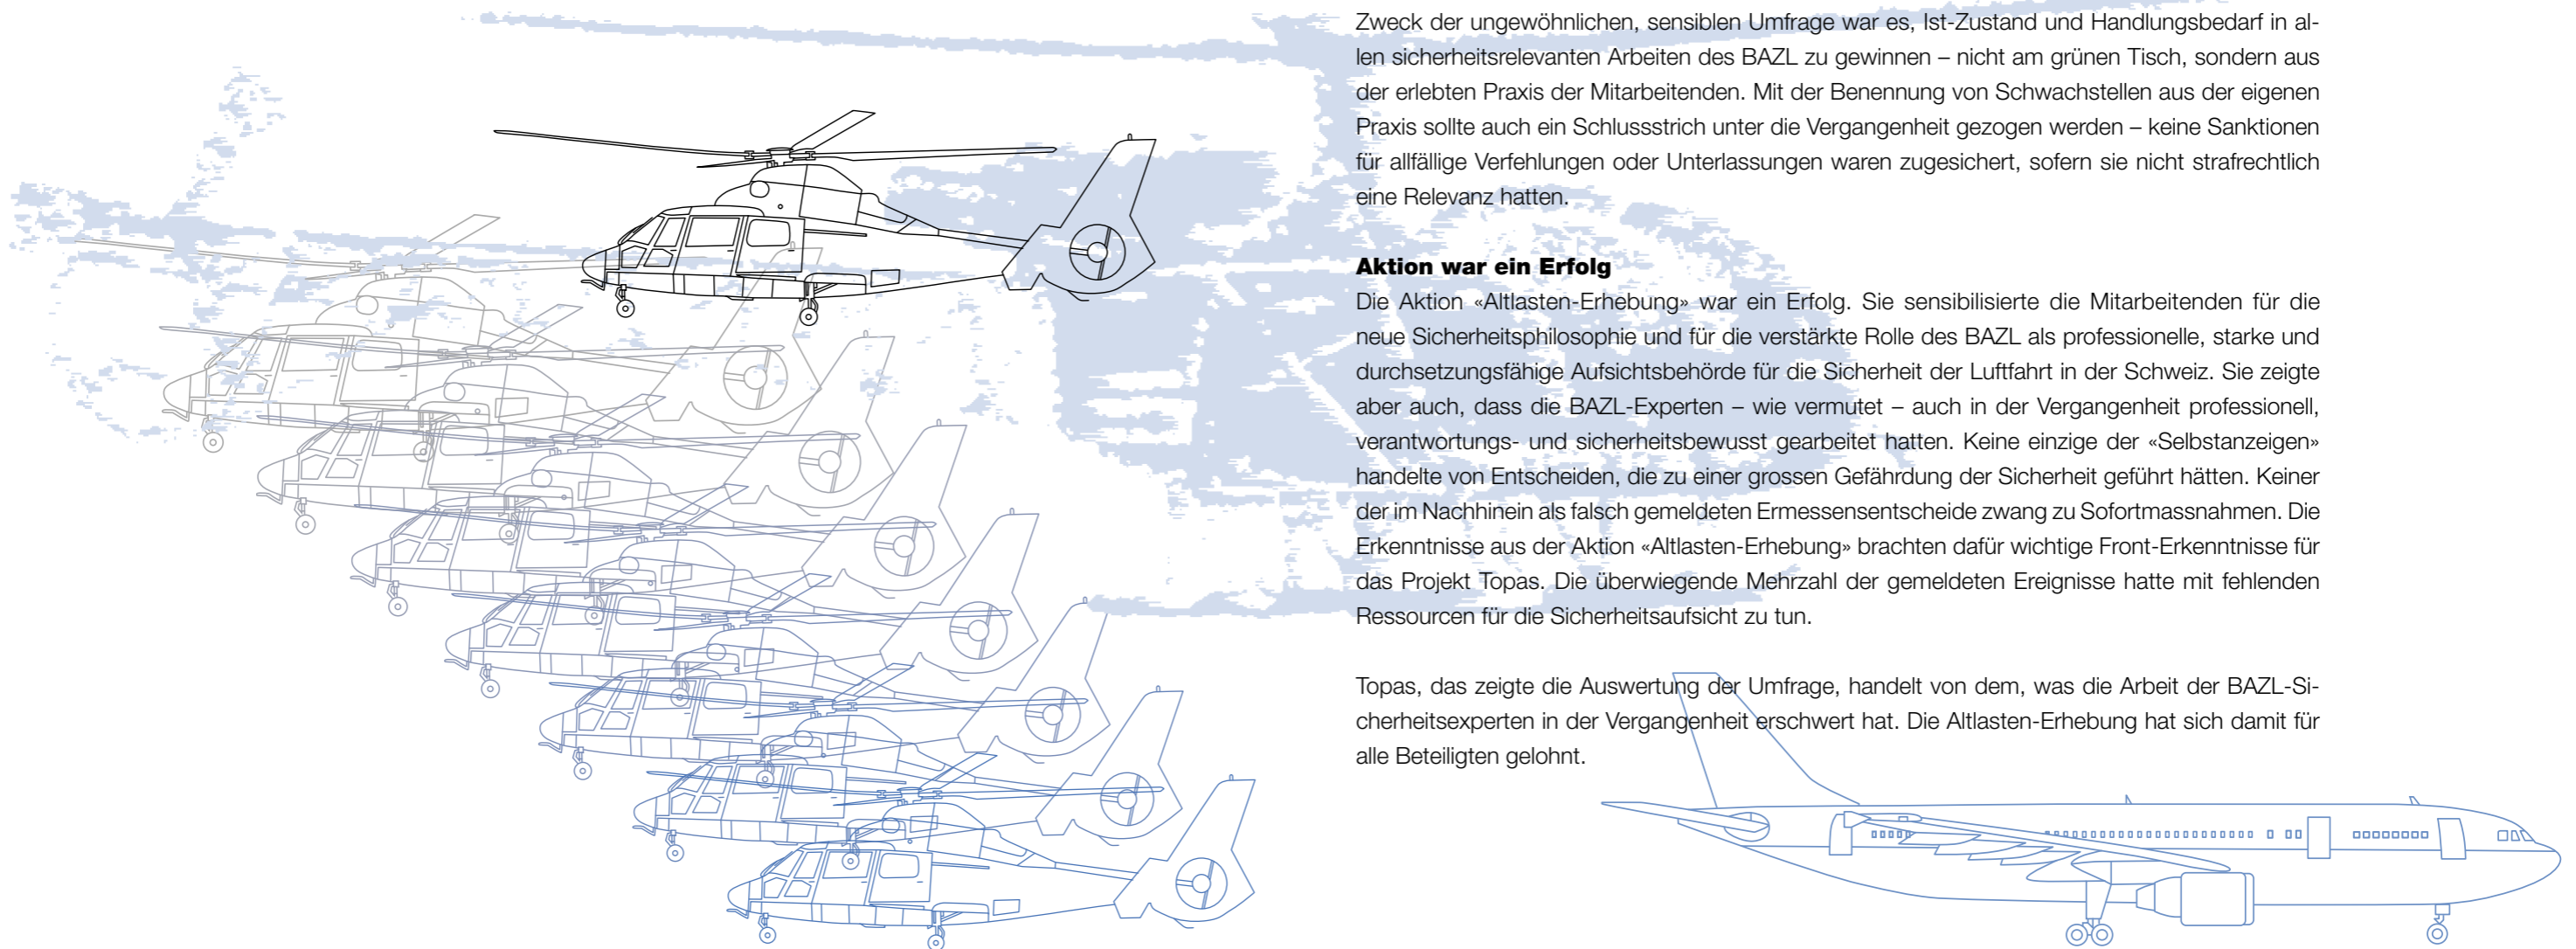 Zweck der ungewöhnlichen, sensiblen Umfrage war es, Ist-Zustand und Handlungsbedarf in al-
len sicherheitsrelevanten Arbeiten des BAZL zu gewinnen – nicht am grünen Tisch, sondern aus
der erlebten Praxis der Mitarbeitenden. Mit der Benennung von Schwachstellen aus der eigenen
Praxis sollte auch ein Schlussstrich unter die Vergangenheit gezogen werden – keine Sanktionen
für allfällige Verfehlungen oder Unterlassungen waren zugesichert, sofern sie nicht strafrechtlich
eine Relevanz hatten.
Aktion war ein Erfolg
Die Aktion «Altlasten-Erhebung» war ein Erfolg. Sie sensibilisierte die Mitarbeitenden für die
neue Sicherheitsphilosophie und für die verstärkte Rolle des BAZL als professionelle, starke und
durchsetzungsfähige Aufsichtsbehörde für die Sicherheit der Luftfahrt in der Schweiz. Sie zeigte
aber auch, dass die BAZL-Experten – wie vermutet – auch in der Vergangenheit professionell,
verantwortungs- und sicherheitsbewusst gearbeitet hatten. Keine einzige der «Selbstanzeigen»
handelte von Entscheiden, die zu einer grossen Gefährdung der Sicherheit geführt hätten. Keiner
der im Nachhinein als falsch gemeldeten Ermessensentscheide zwang zu Sofortmassnahmen. Die
Erkenntnisse aus der Aktion «Altlasten-Erhebung» brachten dafür wichtige Front-Erkenntnisse für
das Projekt Topas. Die überwiegende Mehrzahl der gemeldeten Ereignisse hatte mit fehlenden
Ressourcen für die Sicherheitsaufsicht zu tun.
Topas, das zeigte die Auswertung der Umfrage, handelt von dem, was die Arbeit der BAZL-Si-
cherheitsexperten in der Vergangenheit erschwert hat. Die Altlasten-Erhebung hat sich damit für
alle Beteiligten gelohnt.